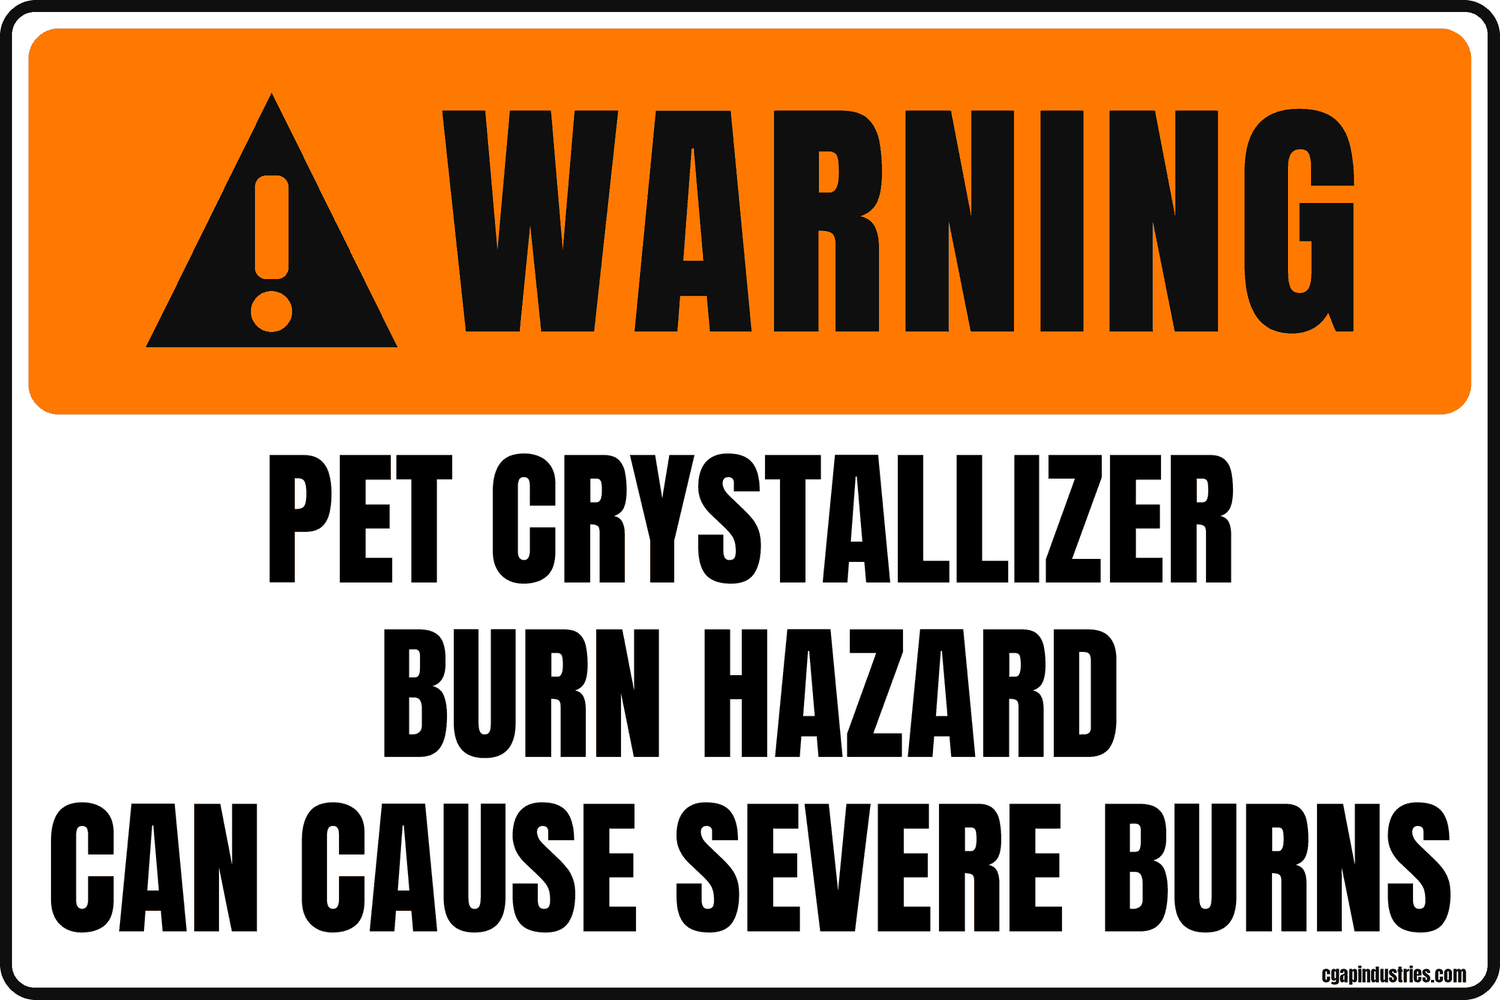 WARNING
PET CRYSTALLIZER
BURN HAZARD
CAN CAUSE SEVERE BURNS
cgapindustries.com